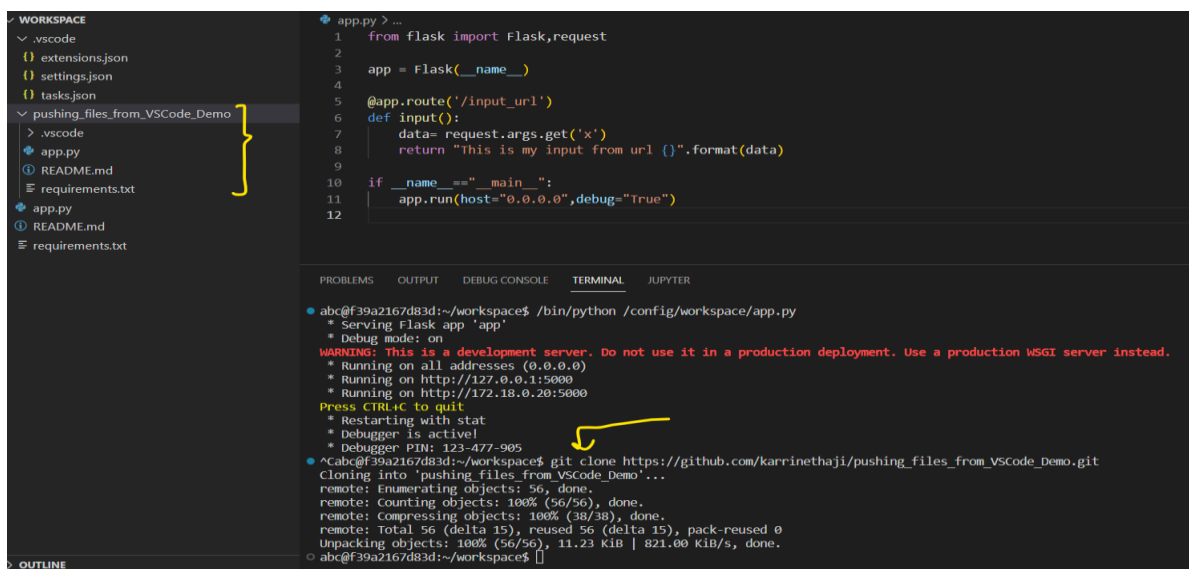 WORKSPACE
.vscode
{} extensions.json
{} settings.json
{} tasks.json
pushing_files_from_VSCode_Demo
> .vscode
app.py
README.md
requirements.txt
app.py
README.md
requirements.txt
OUTLINE
app.py > ...
1 from flask import Flask,request
2
3 app = Flask(__name__)
4
5 @app.route('/input_url')
6 def input():
7     data= request.args.get('x')
8     return "This is my input from url {}".format(data)
9
10 if __name__=="__main__":
11     app.run(host="0.0.0.0",debug="True")
12
PROBLEMS OUTPUT DEBUG CONSOLE TERMINAL JUPYTER
abc@f39a2167d83d:~/workspace$ /bin/python /config/workspace/app.py
* Serving Flask app 'app'
* Debug mode: on
WARNING: This is a development server. Do not use it in a production deployment. Use a production WSGI server instead.
* Running on all addresses (0.0.0.0)
* Running on http://127.0.0.1:5000
* Running on http://172.18.0.20:5000
Press CTRL+C to quit
* Restarting with stat
* Debugger is active!
* Debugger PIN: 123-477-905
^Cabc@f39a2167d83d:~/workspace$ git clone https://github.com/karrinethaji/pushing_files_from_VSCode_Demo.git
Cloning into 'pushing_files_from_VSCode_Demo'...
remote: Enumerating objects: 56, done.
remote: Counting objects: 100% (56/56), done.
remote: Compressing objects: 100% (38/38), done.
remote: Total 56 (delta 15), reused 56 (delta 15), pack-reused 0
Unpacking objects: 100% (56/56), 11.23 KiB | 821.00 KiB/s, done.
abc@f39a2167d83d:~/workspace$